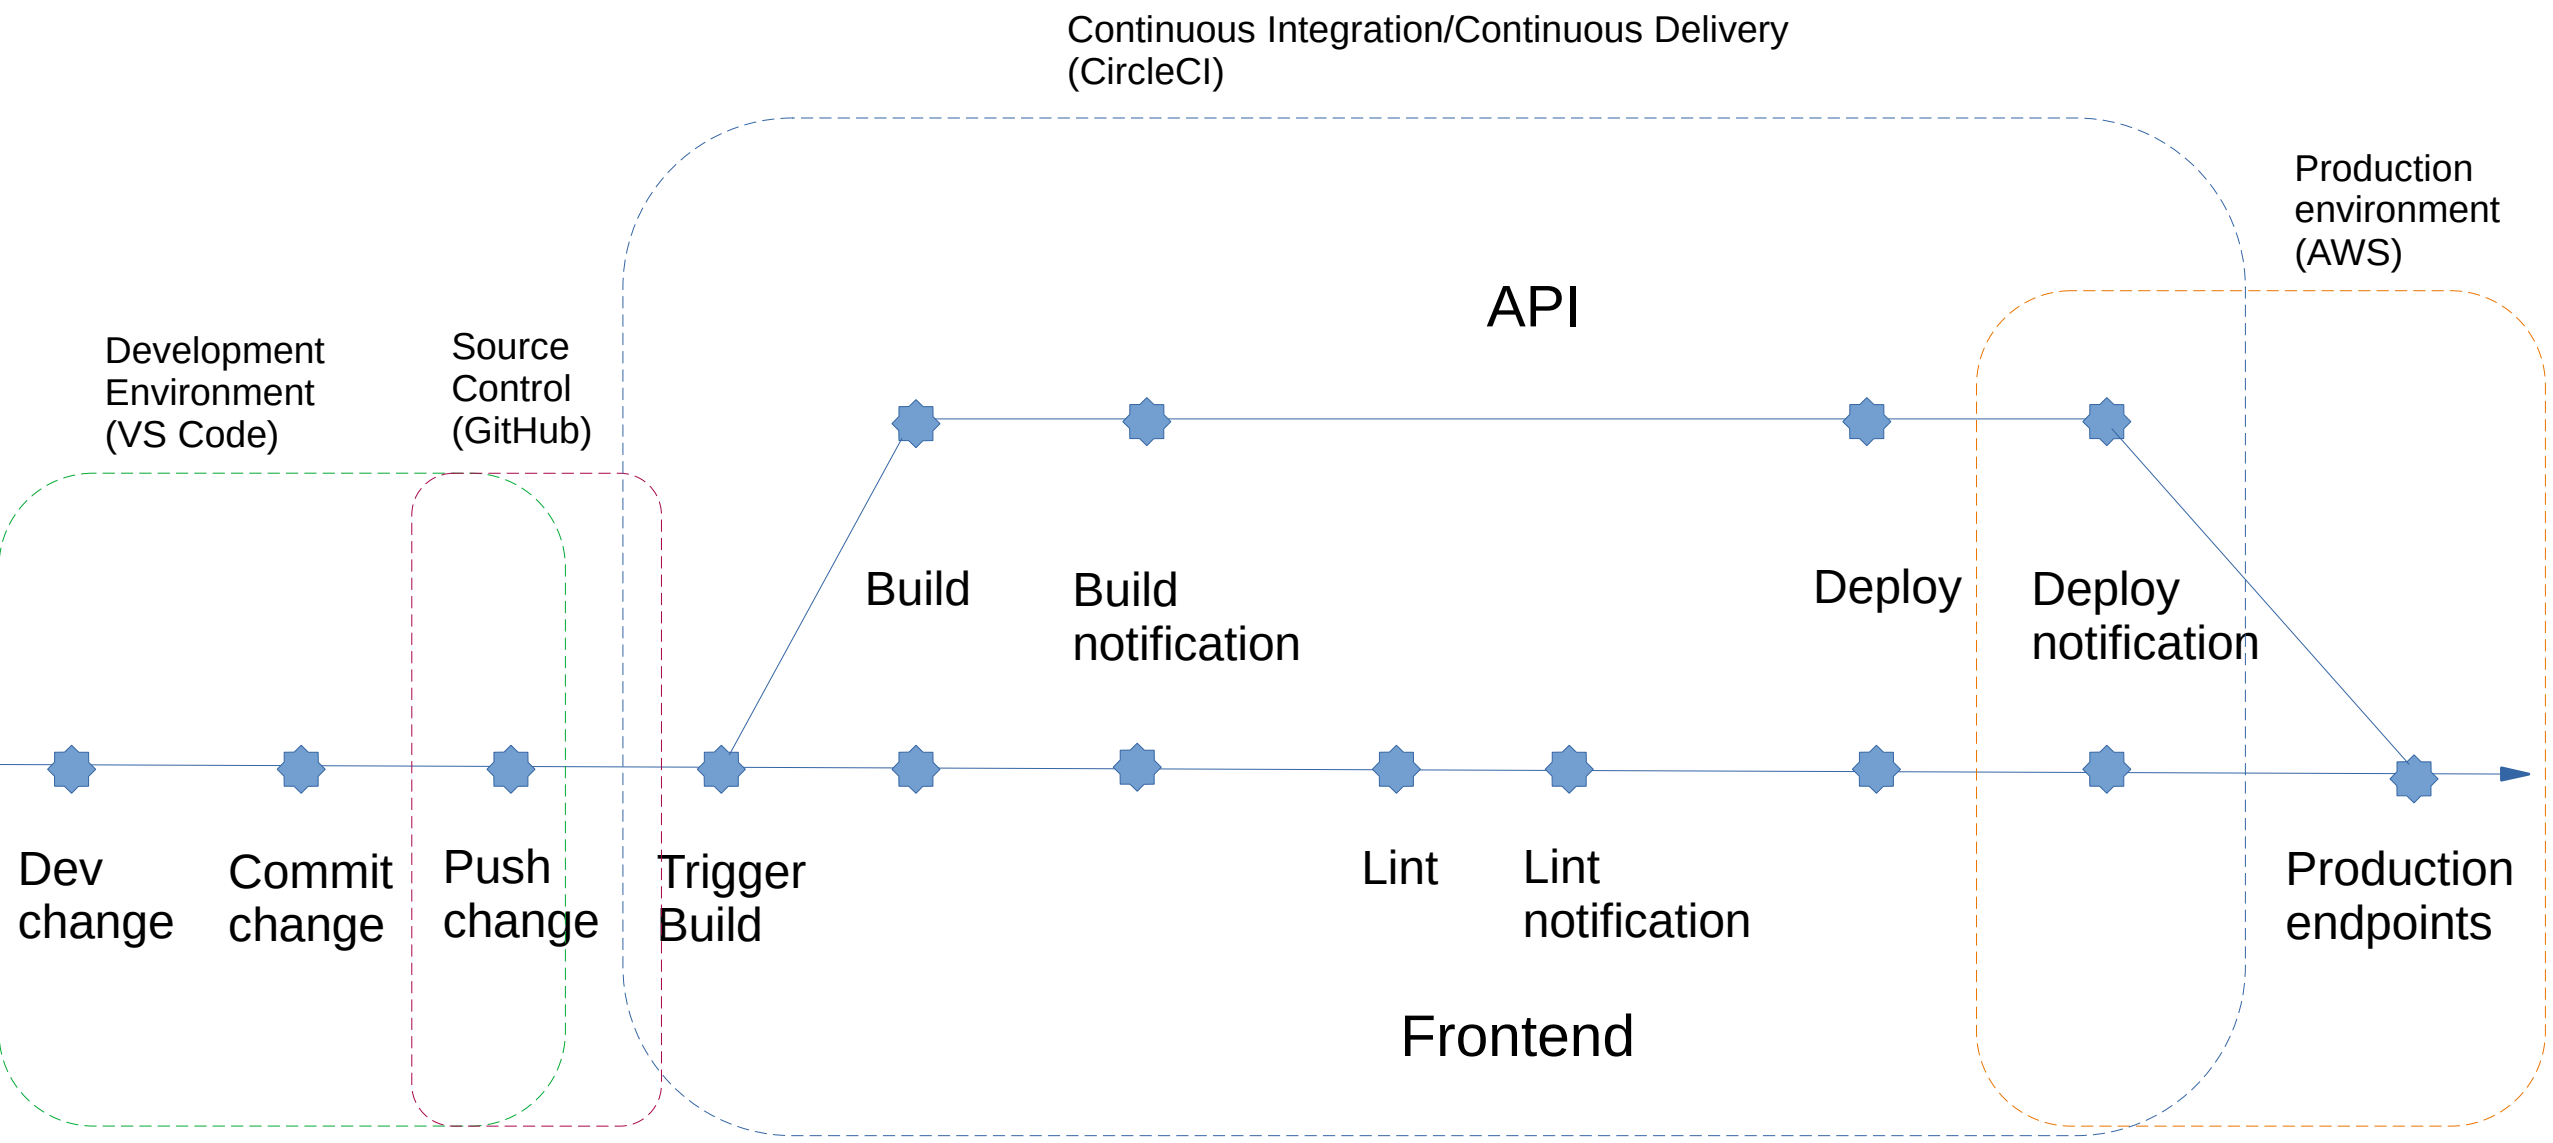 Continuous Integration/Continuous Delivery
(CircleCI)
Production
environment
(AWS)
API
Development
Environment
(VS Code)
Source
Control
(GitHub)
Build
Build
notification
Deploy
Deploy
notification
Dev
change
Commit
change
Push
change
Trigger
Build
Lint
Lint
notification
Production
endpoints
Frontend